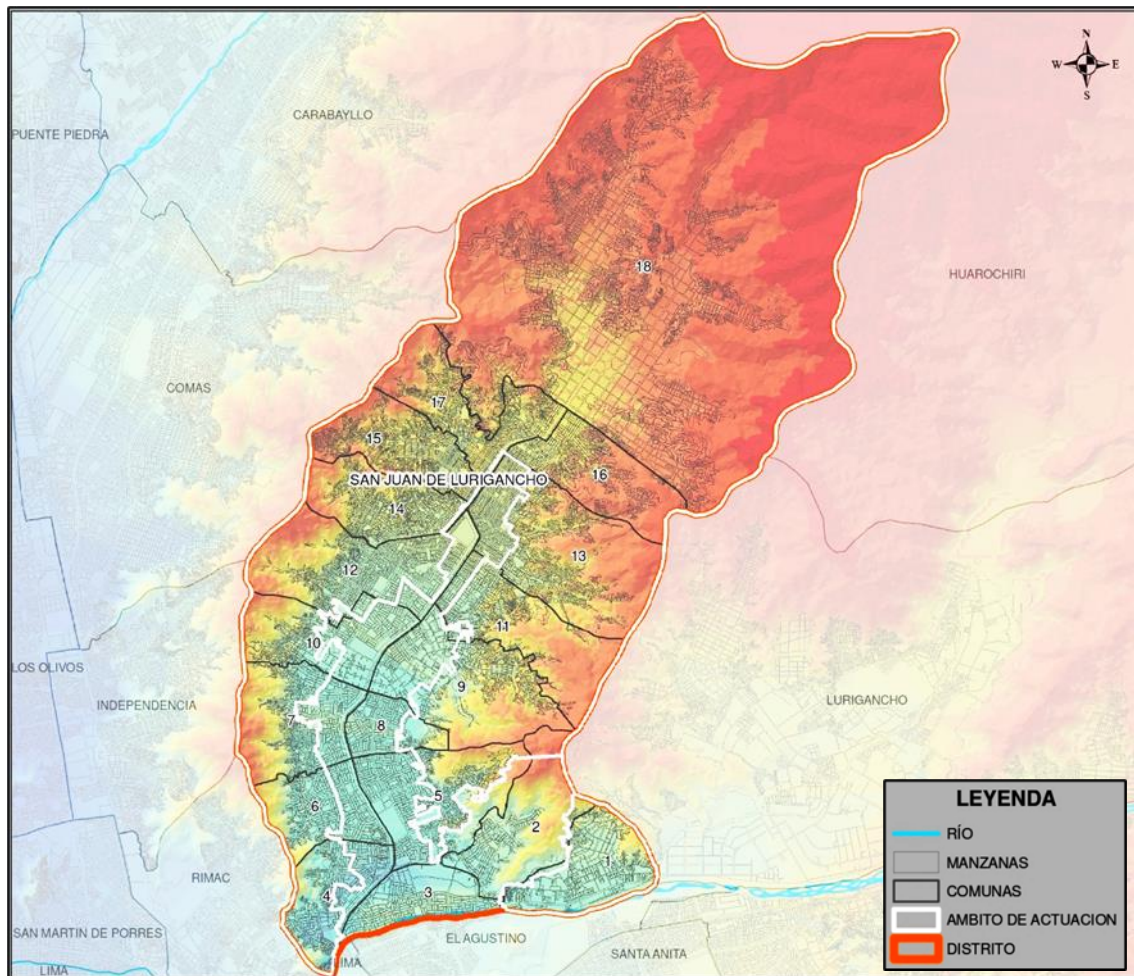 N
W E
S
CARABAYLLO
PUENTE PIEDRA
18
HUAROCHIRI
COMAS
17
15
16
SAN JUAN DE LURIGANCHO
14
13
12
11
10
LOS OLIVOS
9
INDEPENDENCIA
LURIGANCHO
7
8
5
6
2
1
RIMAC
4
3
SAN MARTIN DE PORRES
EL AGUSTINO
SANTA ANITA
LIMA
LIMA
LEYENDA
RÍO
MANZANAS
COMUNAS
AMBITO DE ACTUACION
DISTRITO